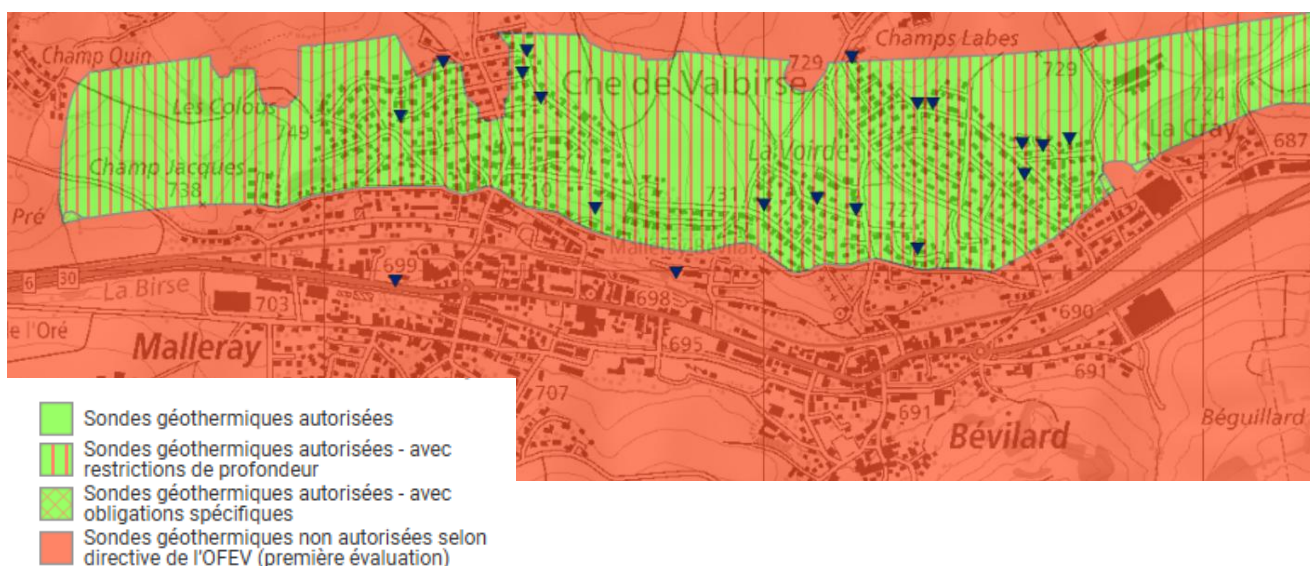 Champ Quin
Champs Labes
Cne de Valbirse
729
729
724
Les Colons
749
La Voirde
La Cray
687
Champ Jacques
738
710
731
727
Pré
699
6
30
La Birse
703
698
690
e l'Oré
Malleray
695
691
707
691
Béguillard
Bévilard
Sondes géothermiques autorisées
Sondes géothermiques autorisées - avec
restrictions de profondeur
Sondes géothermiques autorisées - avec
obligations spécifiques
Sondes géothermiques non autorisées selon
directive de l'OFEV (première évaluation)